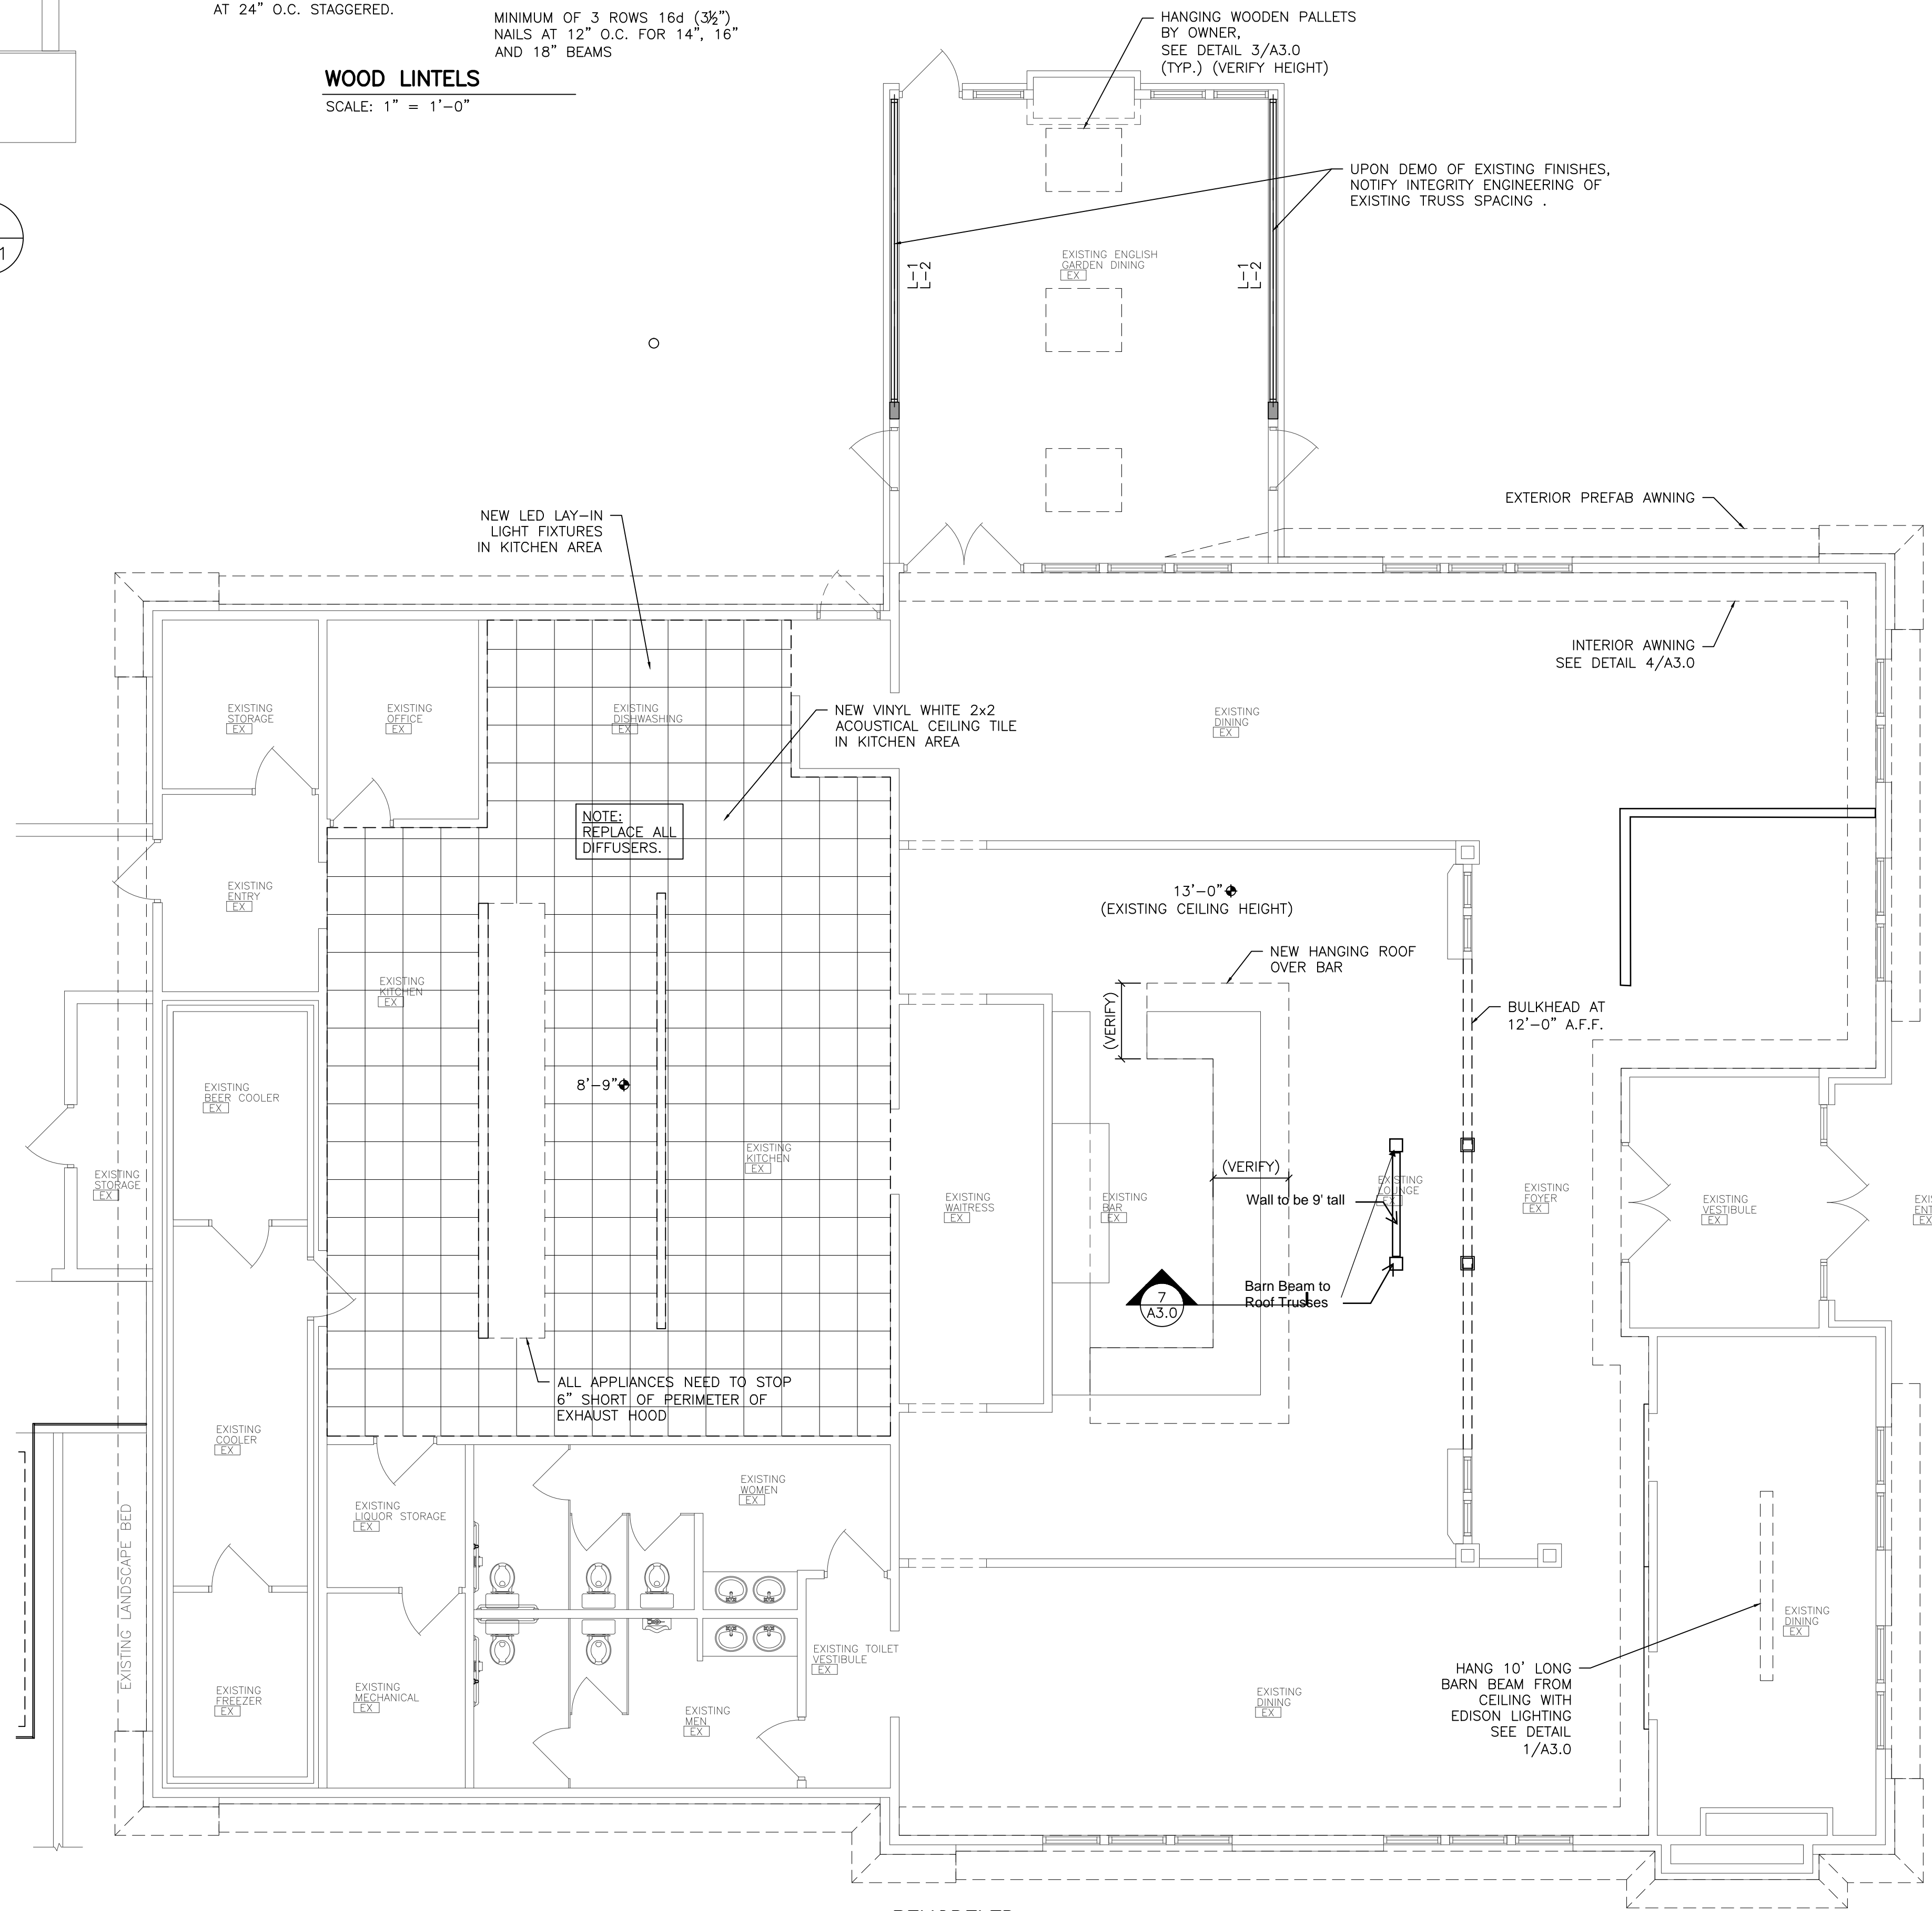 AT 24” O.C. STAGGERED.
MINIMUM OF 3 ROWS 16d (3½”)
NAILS AT 12” O.C. FOR 14”, 16”
AND 18” BEAMS
WOOD LINTELS
SCALE: 1” = 1’-0”
1
HANGING WOODEN PALLETS
BY OWNER,
SEE DETAIL 3/A3.0
(TYP.) (VERIFY HEIGHT)
UPON DEMO OF EXISTING FINISHES,
NOTIFY INTEGRITY ENGINEERING OF
EXISTING TRUSS SPACING .
EXISTING ENGLISH
GARDEN DINING
EX
L-1
L-2
L-1
L-2
NEW LED LAY-IN
LIGHT FIXTURES
IN KITCHEN AREA
EXTERIOR PREFAB AWNING
INTERIOR AWNING
SEE DETAIL 4/A3.0
EXISTING
STORAGE
EX
EXISTING
OFFICE
EX
EXISTING
DISHWASHING
EX
NEW VINYL WHITE 2x2
ACOUSTICAL CEILING TILE
IN KITCHEN AREA
EXISTING
DINING
EX
NOTE:
REPLACE ALL
DIFFUSERS.
EXISTING
ENTRY
EX
13’-0”
(EXISTING CEILING HEIGHT)
NEW HANGING ROOF
OVER BAR
EXISTING
KITCHEN
EX
(VERIFY)
BULKHEAD AT
12’-0” A.F.F.
EXISTING
BEER COOLER
EX
8’-9”
EXISTING
STORAGE
EX
EXISTING
KITCHEN
EX
(VERIFY)
EXISTING
WAITRESS
EX
EXISTING
BAR
EX
Wall to be 9' tall
EXISTING
LOUNGE
EX
EXISTING
FOYER
EX
EXISTING
VESTIBULE
EX
7
A3.0
Barn Beam to
Roof Trusses
ALL APPLIANCES NEED TO STOP
6” SHORT OF PERIMETER OF
EXHAUST HOOD
EXISTING
COOLER
EX
EXISTING
WOMEN
EX
EXISTING
LIQUOR STORAGE
EX
EXISTING LANDSCAPE BED
EXISTING
FREEZER
EX
EXISTING
MECHANICAL
EX
EXISTING TOILET
VESTIBULE
EX
EXISTING
MEN
EX
EXISTING
DINING
EX
EXISTING
DINING
EX
HANG 10’ LONG
BARN BEAM FROM
CEILING WITH
EDISON LIGHTING
SEE DETAIL
1/A3.0